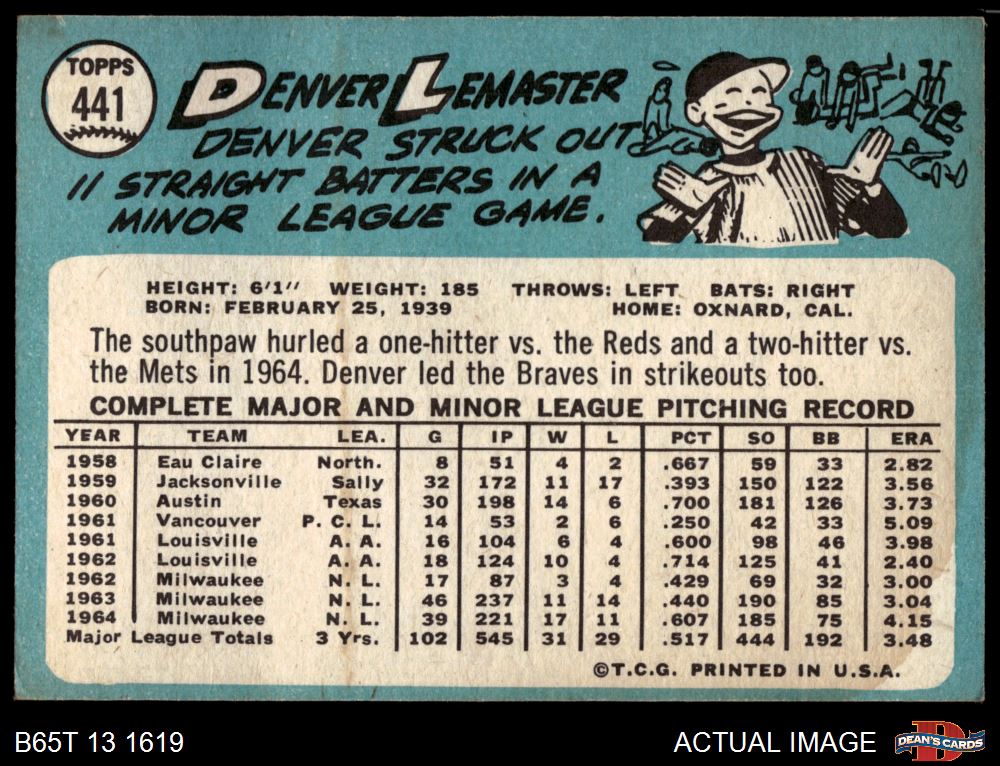 TOPPS
441
DENVER LEMASTER
DENVER STRUCK OUT
11 STRAIGHT BATTERS IN A
MINOR LEAGUE GAME.
HEIGHT: 6'1" WEIGHT: 185 THROWS: LEFT BATS: RIGHT
BORN: FEBRUARY 25, 1939 HOME: OXNARD, CAL.
The southpaw hurled a one-hitter vs. the Reds and a two-hitter vs.
the Mets in 1964. Denver led the Braves in strikeouts too.
COMPLETE MAJOR AND MINOR LEAGUE PITCHING RECORD
YEAR TEAM LEA. G IP W L PCT SO BB ERA
1958 Eau Claire North. 8 51 4 2 .667 59 33 2.82
1959 Jacksonville Sally 32 172 11 17 .393 150 122 3.56
1960 Austin Texas 30 198 14 6 .700 181 126 3.73
1961 Vancouver P. C. L. 14 53 2 6 .250 42 33 5.09
1961 Louisville A. A. 16 104 6 4 .600 98 46 3.98
1962 Louisville A. A. 18 124 10 4 .714 125 41 2.40
1962 Milwaukee N. L. 17 87 3 4 .429 69 32 3.00
1963 Milwaukee N. L. 46 237 11 14 .440 190 85 3.04
1964 Milwaukee N. L. 39 221 17 11 .607 185 75 4.15
Major League Totals 3 Yrs. 102 545 31 29 .517 444 192 3.48
©T.C.G. PRINTED IN U.S.A.
B65T 13 1619 ACTUAL IMAGE DEAN'S CARDS